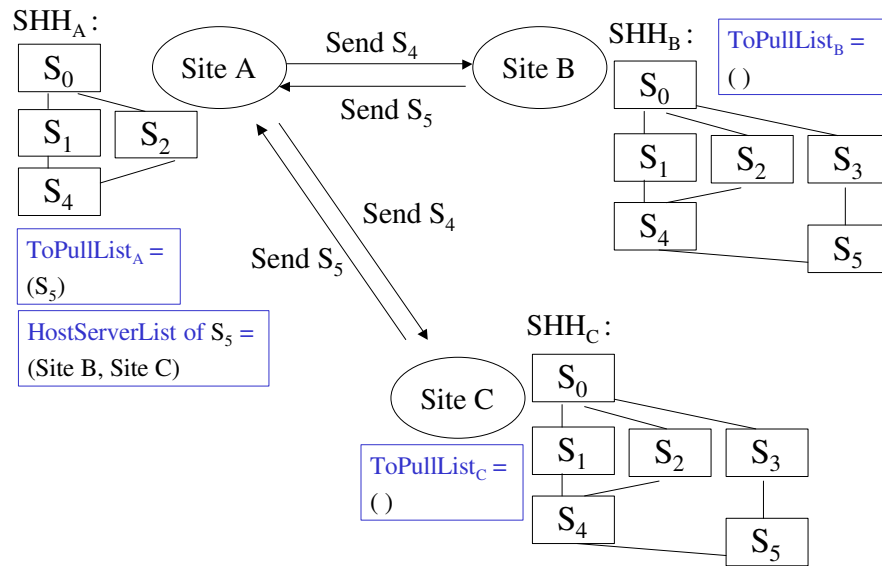 SHH_A:
S_0
S_1
S_2
S_4
Site A
Send S_4
Send S_5
Site B
SHH_B:
ToPullList_B =
( )
S_0
S_1
S_2
S_3
S_4
S_5
ToPullList_A =
(S_5)
HostServerList of S_5 =
(Site B, Site C)
Send S_4
Send S_5
Site C
SHH_C:
S_0
S_1
S_2
S_3
S_4
S_5
ToPullList_C =
( )